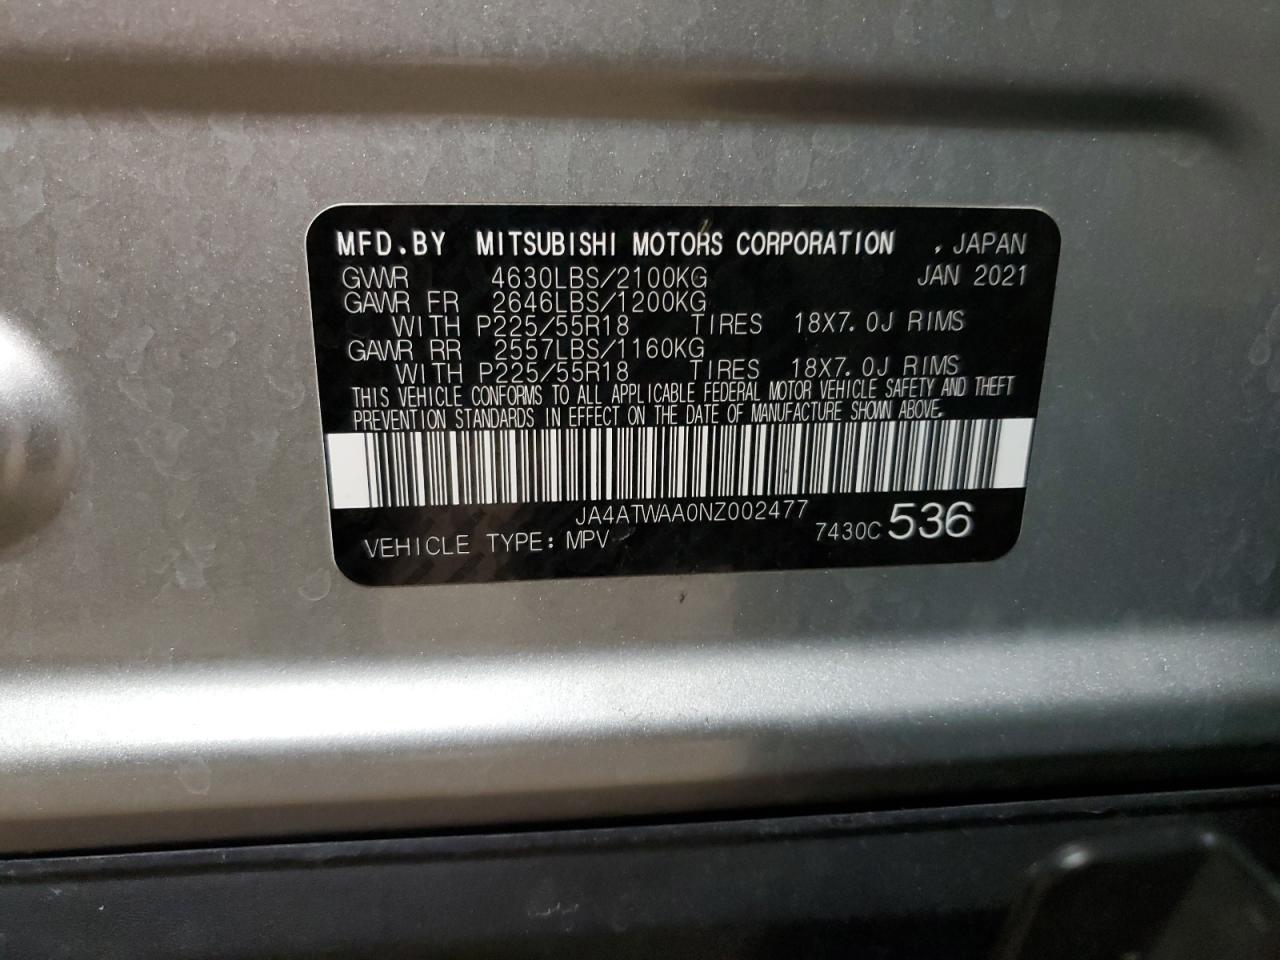 MFD.BY MITSUBISHI MOTORS CORPORATION , JAPAN
GVWR 4630LBS/2100KG JAN 2021
GAWR FR 2646LBS/1200KG
WITH P225/55R18 TIRES 18X7.0J RIMS
GAWR RR 2557LBS/1160KG
WITH P225/55R18 TIRES 18X7.0J RIMS
THIS VEHICLE CONFORMS TO ALL APPLICABLE FEDERAL MOTOR VEHICLE SAFETY AND THEFT
PREVENTION STANDARDS IN EFFECT ON THE DATE OF MANUFACTURE SHOWN ABOVE.
JA4ATWAA0NZ002477
VEHICLE TYPE: MPV 7430C 536